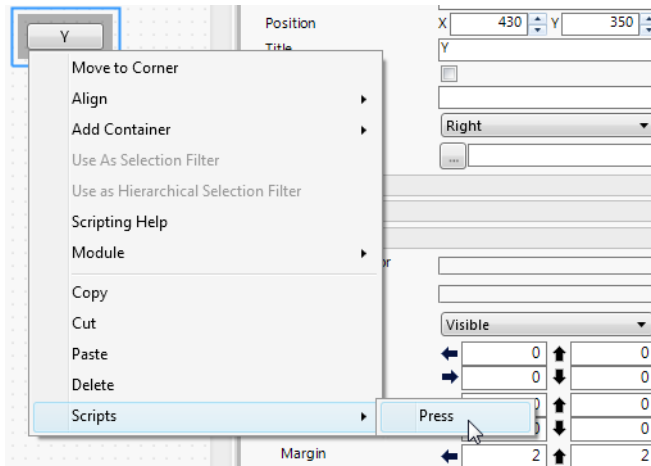 Y
Position X 430 Y 350
Title Y
Move to Corner
Align
Add Container
Right
Use As Selection Filter
...
Use as Hierarchical Selection Filter
Scripting Help
Module
or
Copy
Cut
Visible
Paste
0 0
Delete
0 0
Scripts
Press
0
0 0
Margin 2 2